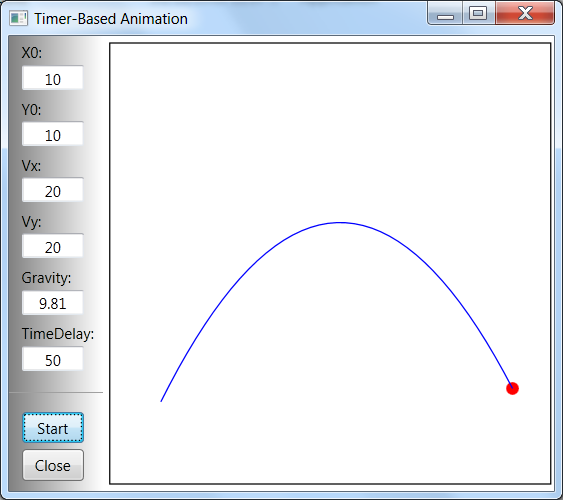 Timer-Based Animation
X0:
10
Y0:
10
Vx:
20
Vy:
20
Gravity:
9.81
TimeDelay:
50
Start
Close